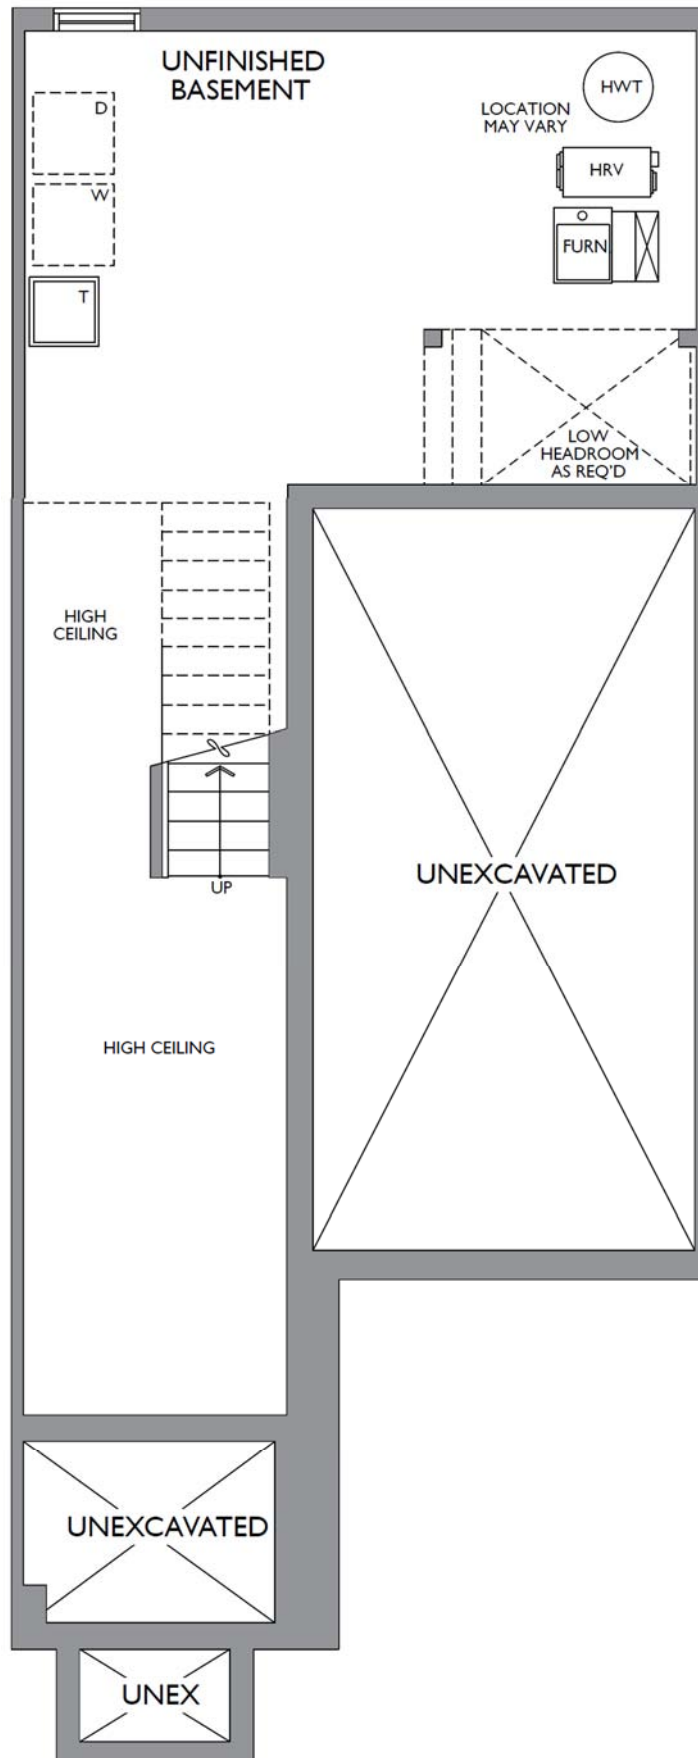 UNFINISHED
BASEMENT
HWT
LOCATION
MAY VARY
D
HRV
W
FURN.
T
LOW
HEADROOM
AS REQ'D
HIGH
CEILING
UNEXCAVATED
UP
HIGH CEILING
UNEXCAVATED
UNEX